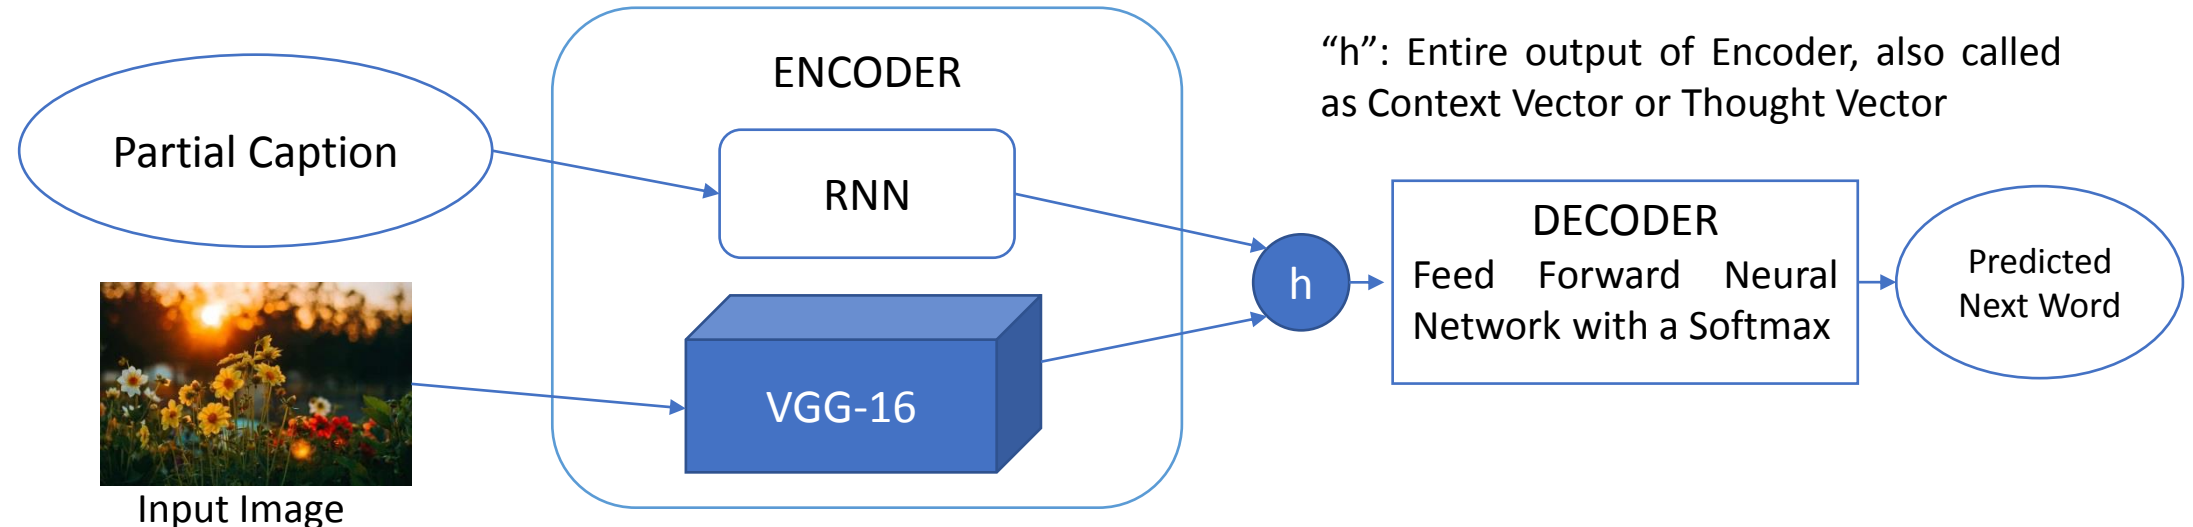 Partial Caption
Input Image
ENCODER
RNN
VGG-16
h
“h”: Entire output of Encoder, also called
as Context Vector or Thought Vector
DECODER
Feed Forward Neural
Network with a Softmax
Predicted
Next Word